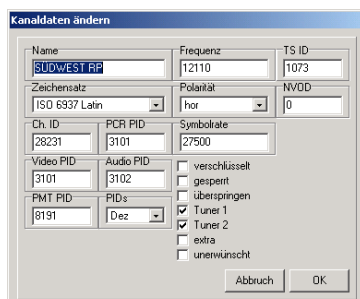 Kanaldaten ändern
Name Frequenz TS ID
SÜDWEST RP 12110 1073
Zeichensatz Polarität NVOD
ISO 6937 Latin hor 0
Ch. ID PCR PID Symbolrate
28231 3101 27500
Video PID Audio PID
3101 3102
PMT PID PIDs
8191 Dez
verschlüsselt
gesperrt
überspringen
Tuner 1
Tuner 2
extra
unerwünscht
Abbruch OK